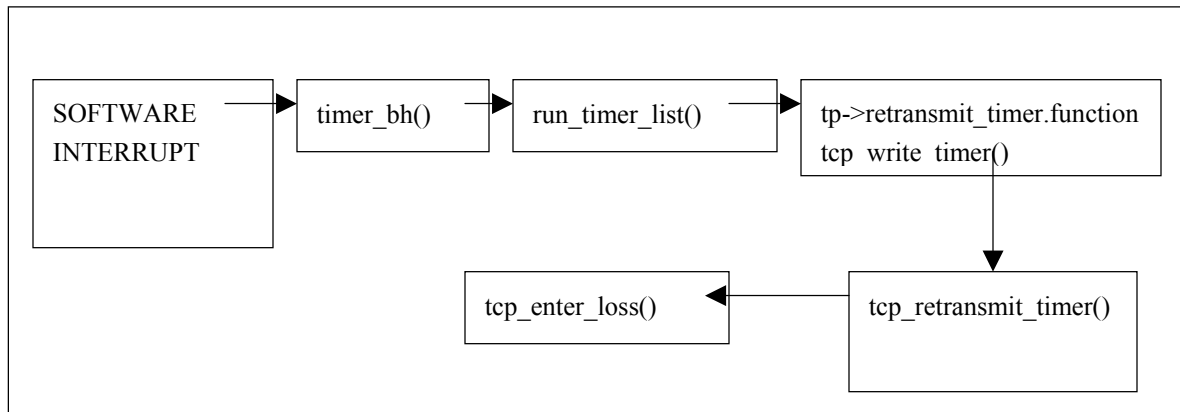 SOFTWARE
INTERRUPT
timer_bh()
run_timer_list()
tp->retransmit_timer.function
tcp_write_timer()
tcp_enter_loss()
tcp_retransmit_timer()